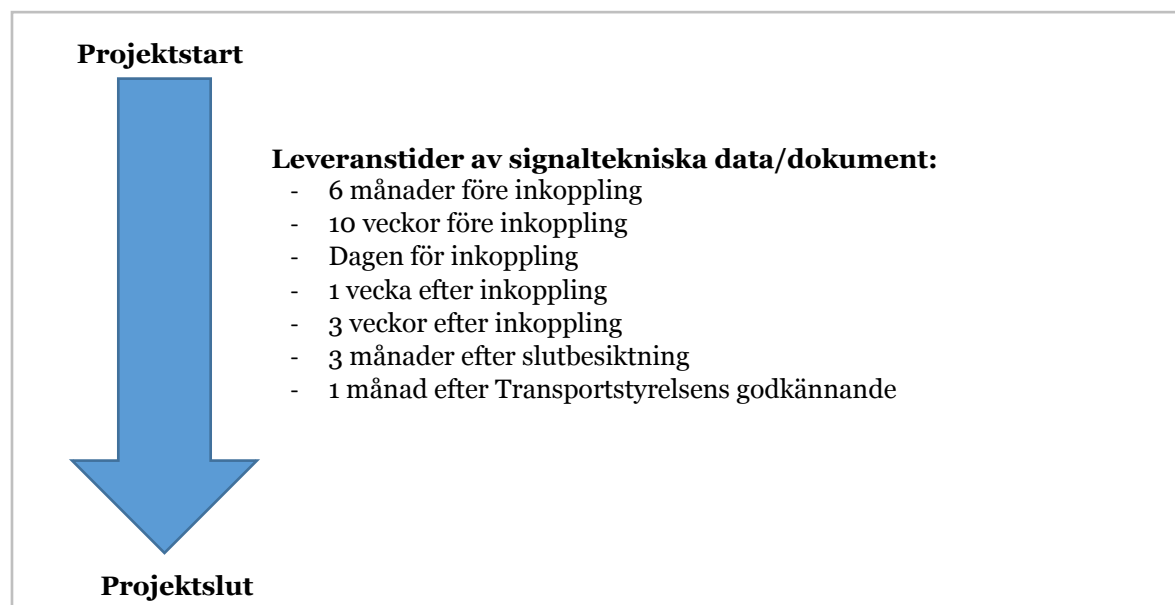 Projektstart
Leveranstider av signaltekniska data/dokument:
- 6 månader före inkoppling
- 10 veckor före inkoppling
- Dagen för inkoppling
- 1 vecka efter inkoppling
- 3 veckor efter inkoppling
- 3 månader efter slutbesiktning
- 1 månad efter Transportstyrelsens godkännande
Projektslut